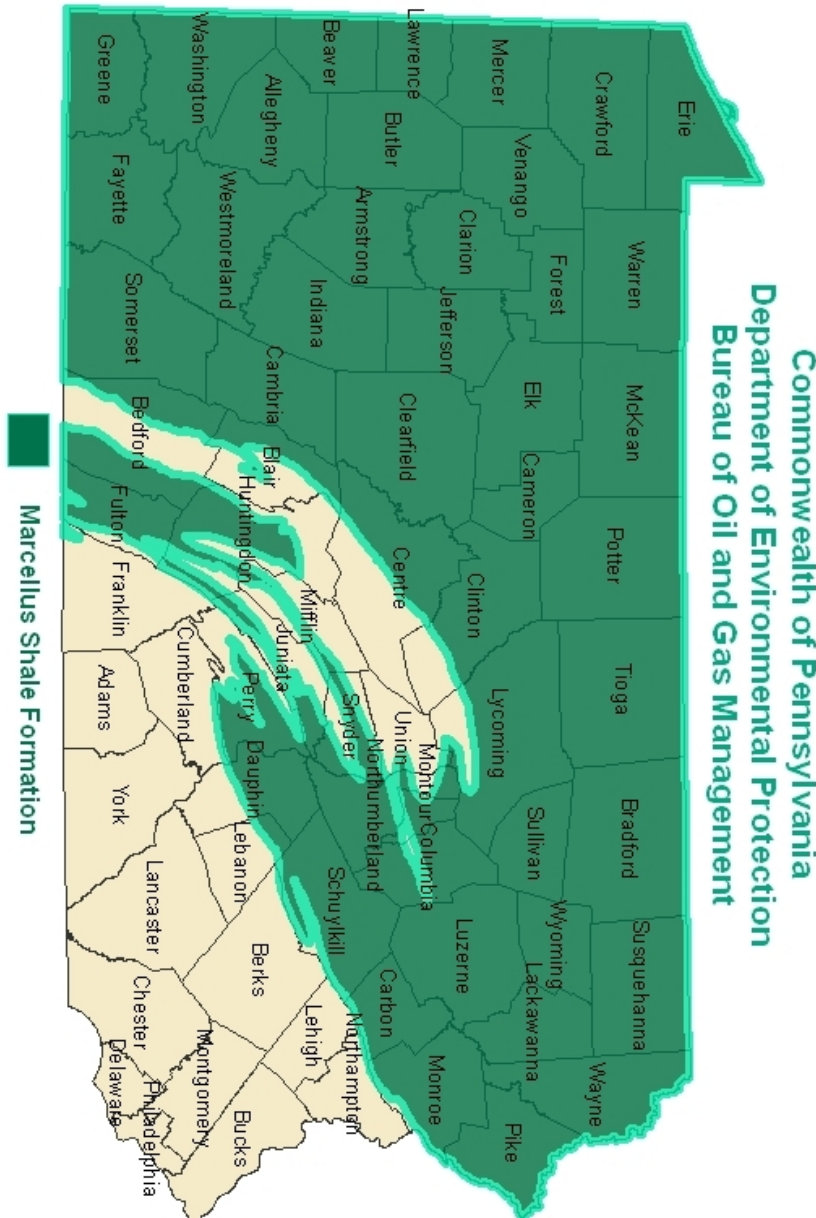 Commonwealth of Pennsylvania
Department of Environmental Protection
Bureau of Oil and Gas Management
Erie
Crawford
Warren
McKean
Potter
Tioga
Bradford
Susquehanna
Wayne
Mercer
Venango
Forest
Elk
Cameron
Clinton
Lycoming
Sullivan
Wyoming
Lackawanna
Pike
Lawrence
Butler
Clarion
Jefferson
Clearfield
Centre
Union
Montour
Columbia
Luzerne
Monroe
Beaver
Armstrong
Indiana
Cambria
Blair
Huntingdon
Mifflin
Juniata
Snyder
Northumberland
Schuylkill
Carbon
Northampton
Lehigh
Allegheny
Westmoreland
Perry
Dauphin
Lebanon
Berks
Bucks
Montgomery
Washington
Somerset
Bedford
Fulton
Franklin
Cumberland
Adams
York
Lancaster
Chester
Delaware
Philadelphia
Greene
Fayette
Marcellus Shale Formation